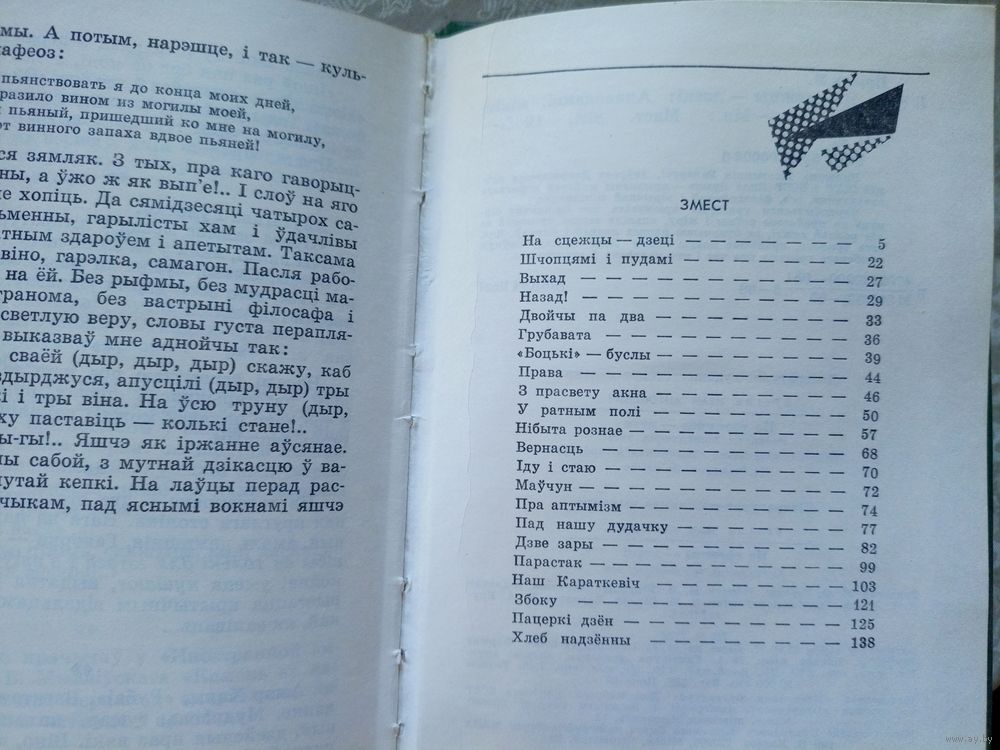 мы. А потым, нарэшце, і так — куль-
афеоз:
пьянствовать я до конца моих дней,
разило вином из могилы моей,
пьяный, пришедший ко мне на могилу,
от винного запаха вдвое пьяней!
ся зямляк. З тых, пра каго гаворыц-
ны, а ўжо ж як вып'е!.. І слоў на яго
не хопіць. Да сямідзесяці чатырох са-
ьменны, гарылісты хам і ўдачлівы
тным здароўем і апетытам. Таксама
віно, гарэлка, самагон. Пасля рабо-
на ёй. Без рыфмы, без мудрасці ма-
транома, без вастрыні філосафа і
светлую веру, словы густа перапля-
выказваў мне аднойчы так:
сваёй (дыр, дыр, дыр) скажу, каб
здырджуся, апусцілі (дыр, дыр) тры
і і тры віна. На ўсю труну (дыр,
ху паставіць — колькі стане!..
ы-гы!.. Яшчэ як іржанне аўсянае.
ы сабой, з мутнай дзікасцю ў ва-
утай кепкі. На лаўцы перад рас-
чыкам, пад яснымі вокнамі яшчэ
ЗМЕСТ
На сцежцы — дзеці — — — — — — — 5
Шчопцямі і пудамі — — — — — — — 22
Выхад — — — — — — — — — — — 27
Назад! — — — — — — — — — — — 29
Двойчы па два — — — — — — — — 33
Грубавата — — — — — — — — — — 36
«Боцькі» — буслы — — — — — — — — 39
Права — — — — — — — — — — — 44
З прасвету акна — — — — — — — — 46
У ратным полі — — — — — — — — 50
Нібыта рознае — — — — — — — — — 57
Вернасць — — — — — — — — — — 68
Іду і стаю — — — — — — — — — — 70
Маўчун — — — — — — — — — — — 72
Пра аптымізм — — — — — — — — — 74
Пад нашу дудачку — — — — — — — 77
Дзве зары — — — — — — — — — — 82
Парастак — — — — — — — — — — 99
Наш Караткевіч — — — — — — — — 103
Збоку — — — — — — — — — — — 121
Пацеркі дзён — — — — — — — — — 125
Хлеб надзённы — — — — — — — — 138
www.ay.by